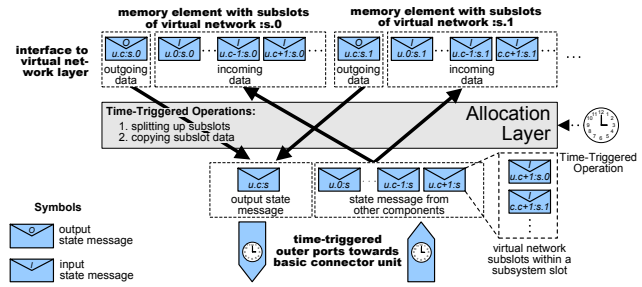 memory element with subslots
of virtual network :s.0
memory element with subslots
of virtual network :s.1
interface to
virtual net-
work layer
O
u.c:s.0
I
u.0:s.0
...
I
u.c-1:s.0
I
u.c+1:s.0
...
O
u.c:s.1
I
u.0:s.1
...
I
u.c-1:s.1
I
c.c+1:s.1
...
...
outgoing
data
incoming
data
outgoing
data
incoming
data
Time-Triggered Operations:
1. splitting up subslots
2. copying subslot data
Allocation
Layer
Time-Triggered
Operation
u.c:s
output state
message
u.0:s
...
u.c-1:s
u.c+1:s
state message from
other components
I
u.c+1:s.0
I
c.c+1:s.1
...
virtual network
subslots within a
subsystem slot
Symbols
O
output
state message
I
input
state message
time-triggered
outer ports towards
basic connector unit